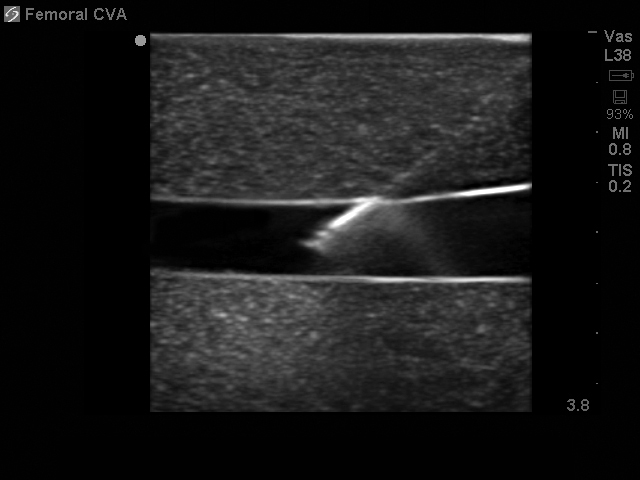 Femoral CVA
Vas
L38
93%
MI
0.8
TIS
0.2
3.8